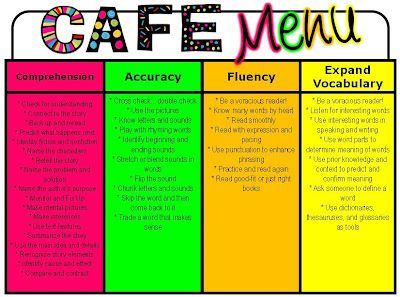 CAFE Menu
Comprehension
* Check for understanding
* Connect to the story
* Back up and reread
* Predict what happens next
* Identify fiction and nonfiction
* Name the characters
* Retell the story
* Name the problem and
solution
* Name the author's purpose
* Monitor and Fix Up
* Make mental pictures
* Make inferences
* Use text features
* Summarize the story
* Use the main idea and details
* Recognize story elements
* Identify cause and effect
* Compare and contrast
Accuracy
* Cross check... double check
* Use the pictures
* Know letters and sounds
* Play with rhyming words
* Identify beginning and
ending sounds
* Stretch or blend sounds in
words
* Flip the sound
* Chunk letters and sounds
* Skip the word and then
come back to it
* Trade a word that makes
sense
Fluency
* Be a voracious reader!
* Know many words by heart
* Read smoothly
* Read with expression and
pacing
* Use punctuation to enhance
phrasing
* Practice and read again
* Read good-fit or just right
books
Expand
Vocabulary
* Be a voracious reader!
* Listen for interesting words
* Use interesting words in
speaking and writing
* Use word parts to
determine meaning of words
* Use prior knowledge and
context to predict and
confirm meaning
* Ask someone to define a
word
* Use dictionaries,
thesauruses, and glossaries
as tools